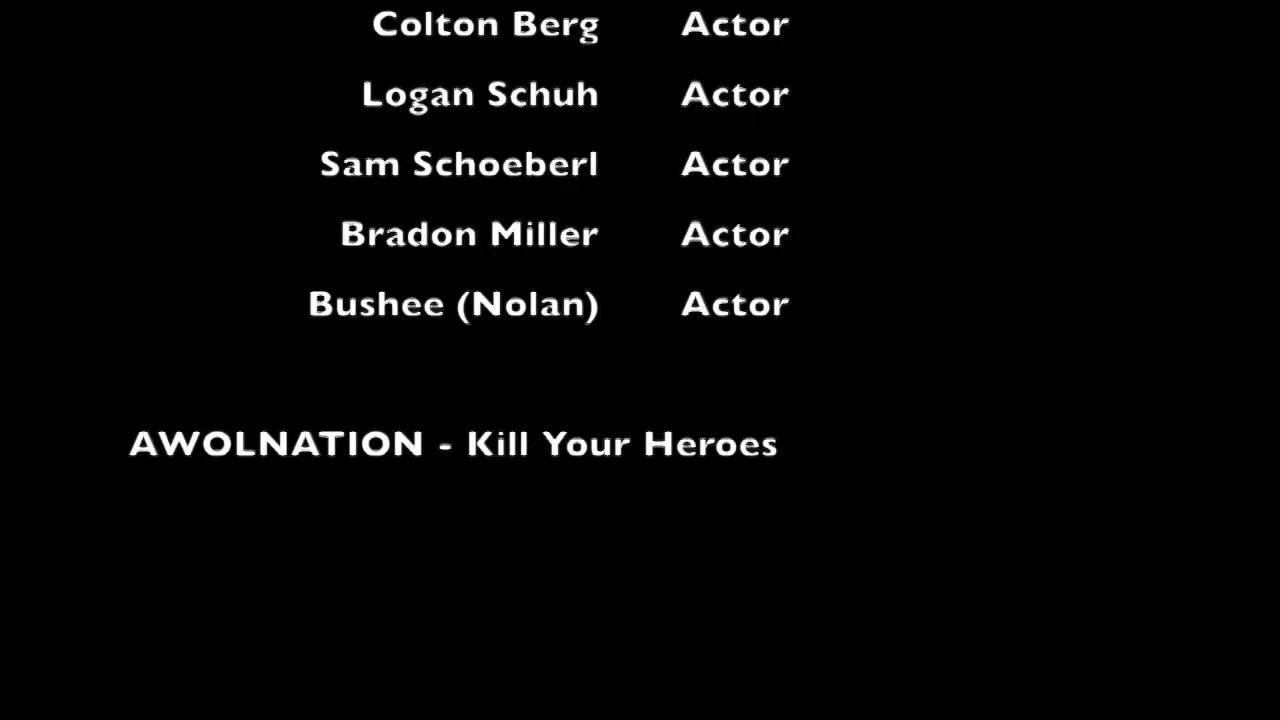 Colton Berg Actor
Logan Schuh Actor
Sam Schoeberl Actor
Bradon Miller Actor
Bushee (Nolan) Actor
AWOLNATION - Kill Your Heroes